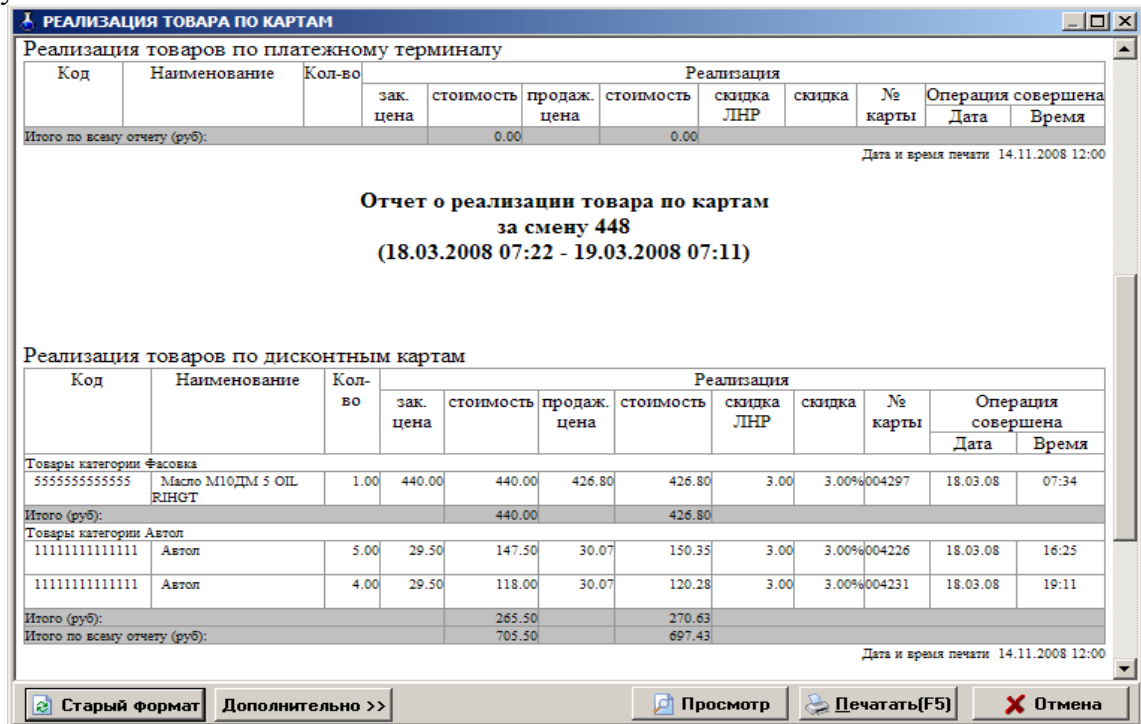 у
РЕАЛИЗАЦИЯ ТОВАРА ПО КАРТАМ
Реализация товаров по платежному терминалу
Код Наименование Кол-во Реализация
зак. цена стоимость продаж. цена стоимость скидка ЛНР скидка № карты Операция совершена
Дата Время
Итого по всему отчету (руб): 0.00 0.00
Дата и время печати 14.11.2008 12:00
Отчет о реализации товара по картам
за смену 448
(18.03.2008 07:22 - 19.03.2008 07:11)
Реализация товаров по дисконтным картам
Код Наименование Кол-во Реализация
зак. цена стоимость продаж. цена стоимость скидка ЛНР скидка № карты Операция совершена
Дата Время
Товары категории Фасовка
5555555555555 Масло М10ДМ 5 OIL RIHGT 1.00 440.00 440.00 426.80 426.80 3.00 3.00% 004297 18.03.08 07:34
Итого (руб): 440.00 426.80
Товары категории Автол
11111111111111 Автол 5.00 29.50 147.50 30.07 150.35 3.00 3.00% 004226 18.03.08 16:25
11111111111111 Автол 4.00 29.50 118.00 30.07 120.28 3.00 3.00% 004231 18.03.08 19:11
Итого (руб): 265.50 270.63
Итого по всему отчету (руб): 705.50 697.43
Дата и время печати 14.11.2008 12:00
Старый формат Дополнительно >> Просмотр Печатать(F5) Отмена